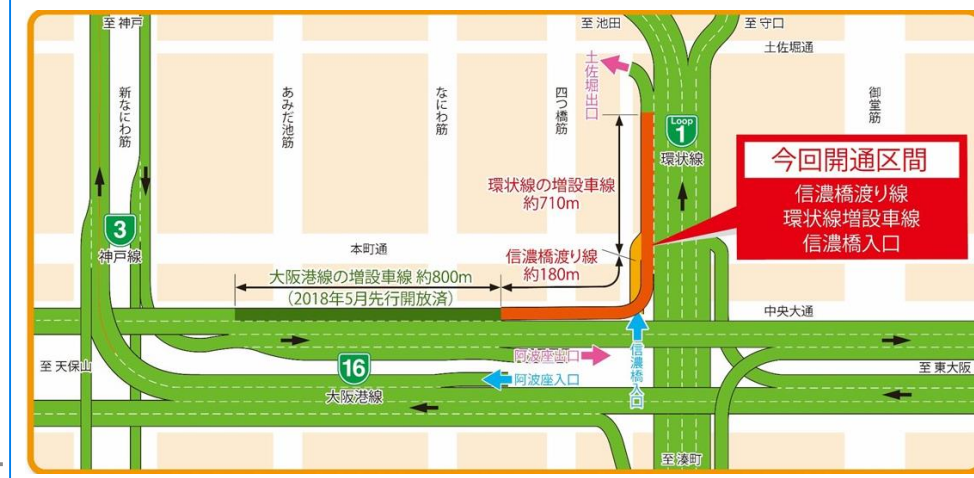 至 神戸
至 池田
至 守口
土佐堀通
土佐堀出口
新なにわ筋
あみだ池筋
なにわ筋
四つ橋筋
御堂筋
Loop
1
環状線
今回開通区間
信濃橋渡り線
環状線増設車線
信濃橋入口
環状線の増設車線
約710m
3
神戸線
本町通
信濃橋渡り線
約180m
大阪港線の増設車線 約800m
(2018年5月先行開放済)
中央大通
至 天保山
阿波座出口
信濃橋入口
至 東大阪
16
大阪港線
阿波座入口
至 湊町